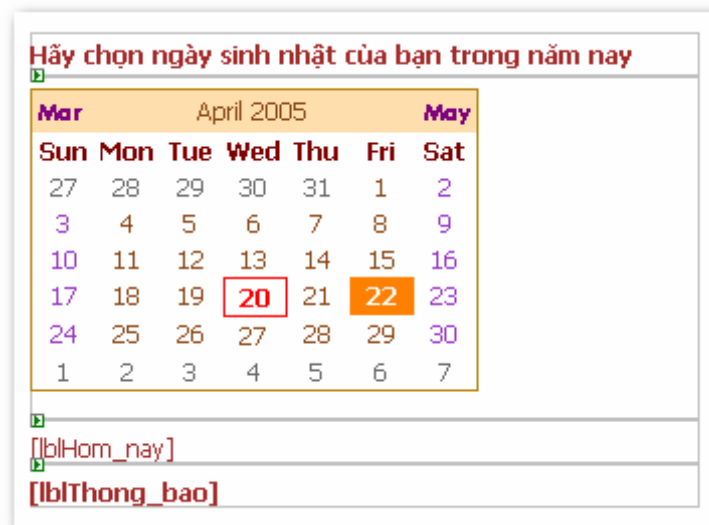 Hãy chọn ngày sinh nhật của bạn trong năm nay
Mar April 2005 May
Sun Mon Tue Wed Thu Fri Sat
27 28 29 30 31 1 2
3 4 5 6 7 8 9
10 11 12 13 14 15 16
17 18 19 20 21 22 23
24 25 26 27 28 29 30
1 2 3 4 5 6 7
[lblHom_nay]
[lblThong_bao]